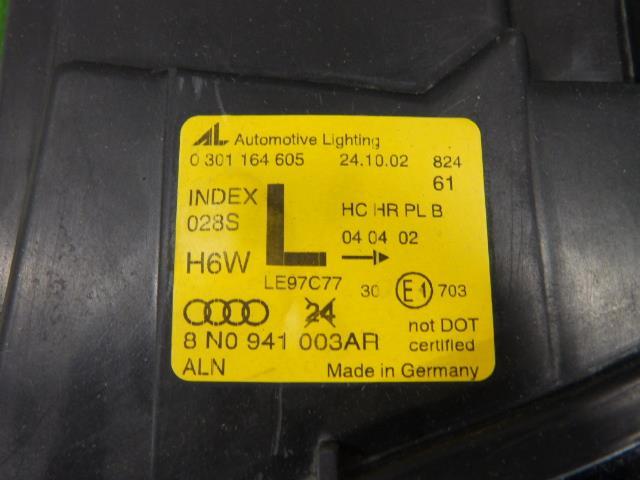 AL Automotive Lighting
0 301 164 605 24.10.02 824
61
INDEX L HC HR PL B
028S 04 04 02
H6W
LE97C77 30 E1 703
24
8 N0 941 003AR not DOT
certified
ALN Made in Germany